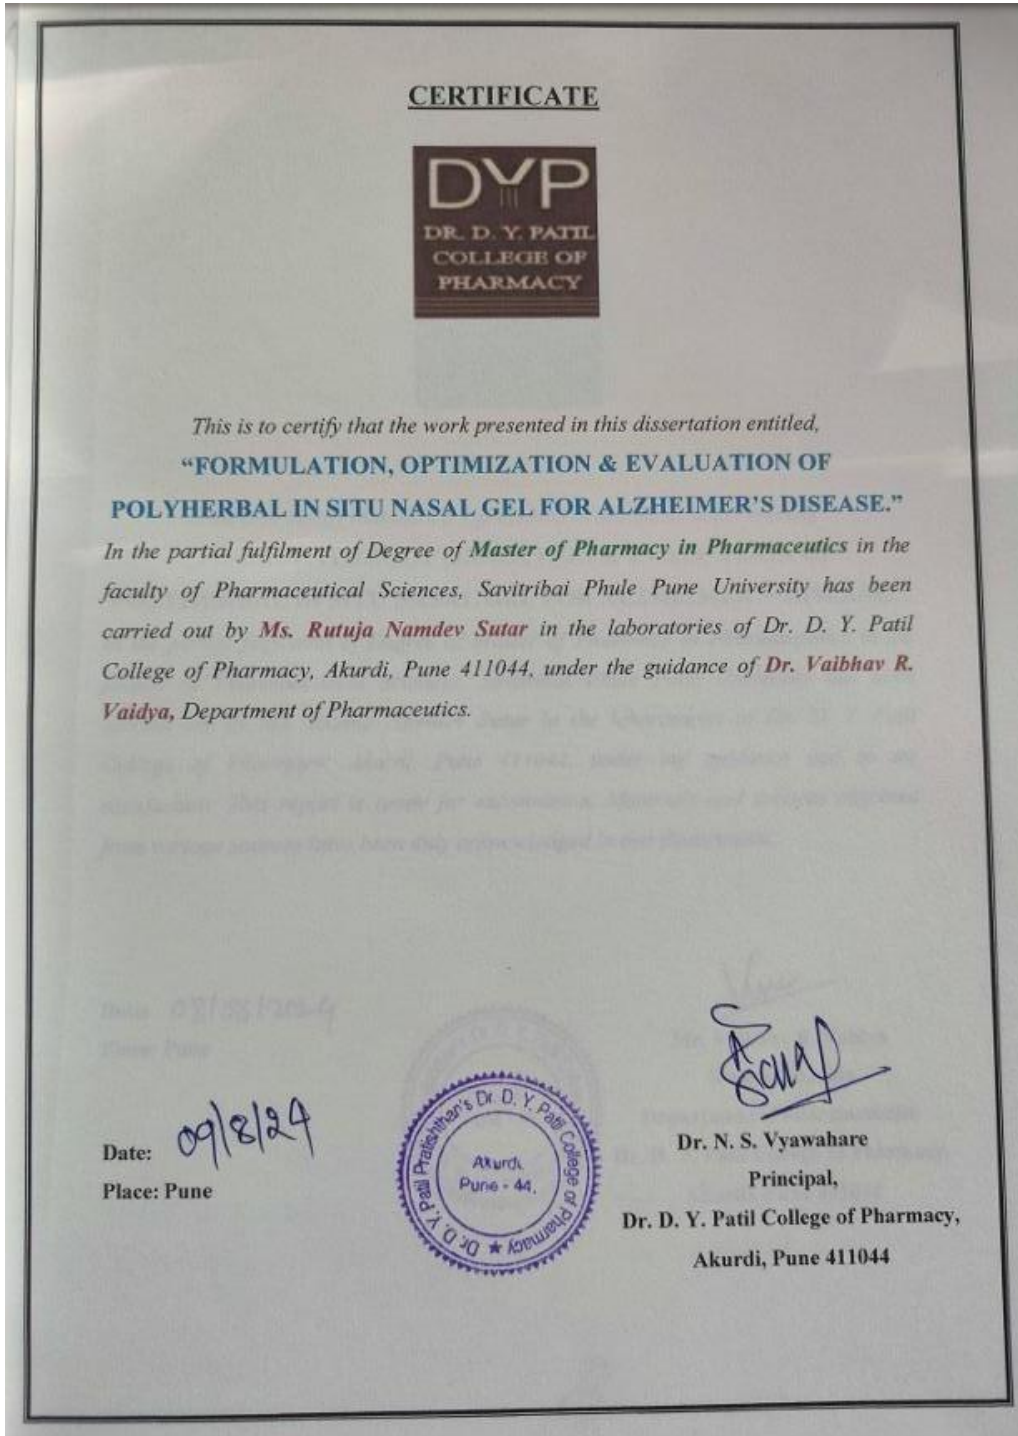 CERTIFICATE
DYP
DR. D. Y. PATIL
COLLEGE OF
PHARMACY
This is to certify that the work presented in this dissertation entitled,
“FORMULATION, OPTIMIZATION & EVALUATION OF
POLYHERBAL IN SITU NASAL GEL FOR ALZHEIMER’S DISEASE.”
In the partial fulfilment of Degree of Master of Pharmacy in Pharmaceutics in the
faculty of Pharmaceutical Sciences, Savitribai Phule Pune University has been
carried out by Ms. Rutuja Namdev Sutar in the laboratories of Dr. D. Y. Patil
College of Pharmacy, Akurdi, Pune 411044, under the guidance of Dr. Vaibhav R.
Vaidya, Department of Pharmaceutics.
Date: 09/8/24
Place: Pune
Dr. D. Y. Patil Pratishthan's Dr. D. Y. Patil College of Pharmacy
Akurdi,
Pune - 44.
Dr. N. S. Vyawahare
Principal,
Dr. D. Y. Patil College of Pharmacy,
Akurdi, Pune 411044